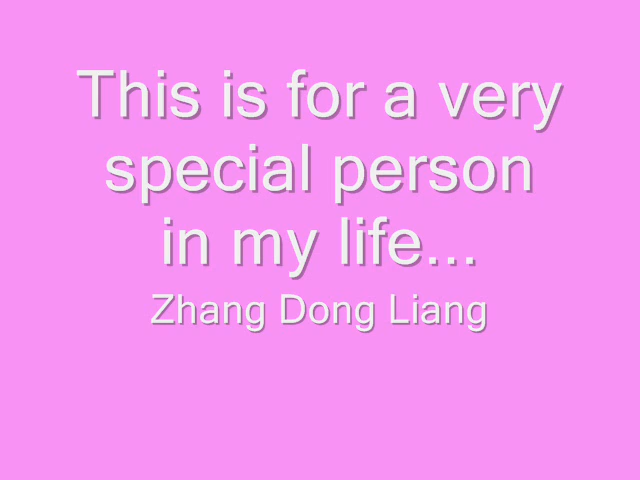 This is for a very
special person
in my life...
Zhang Dong Liang